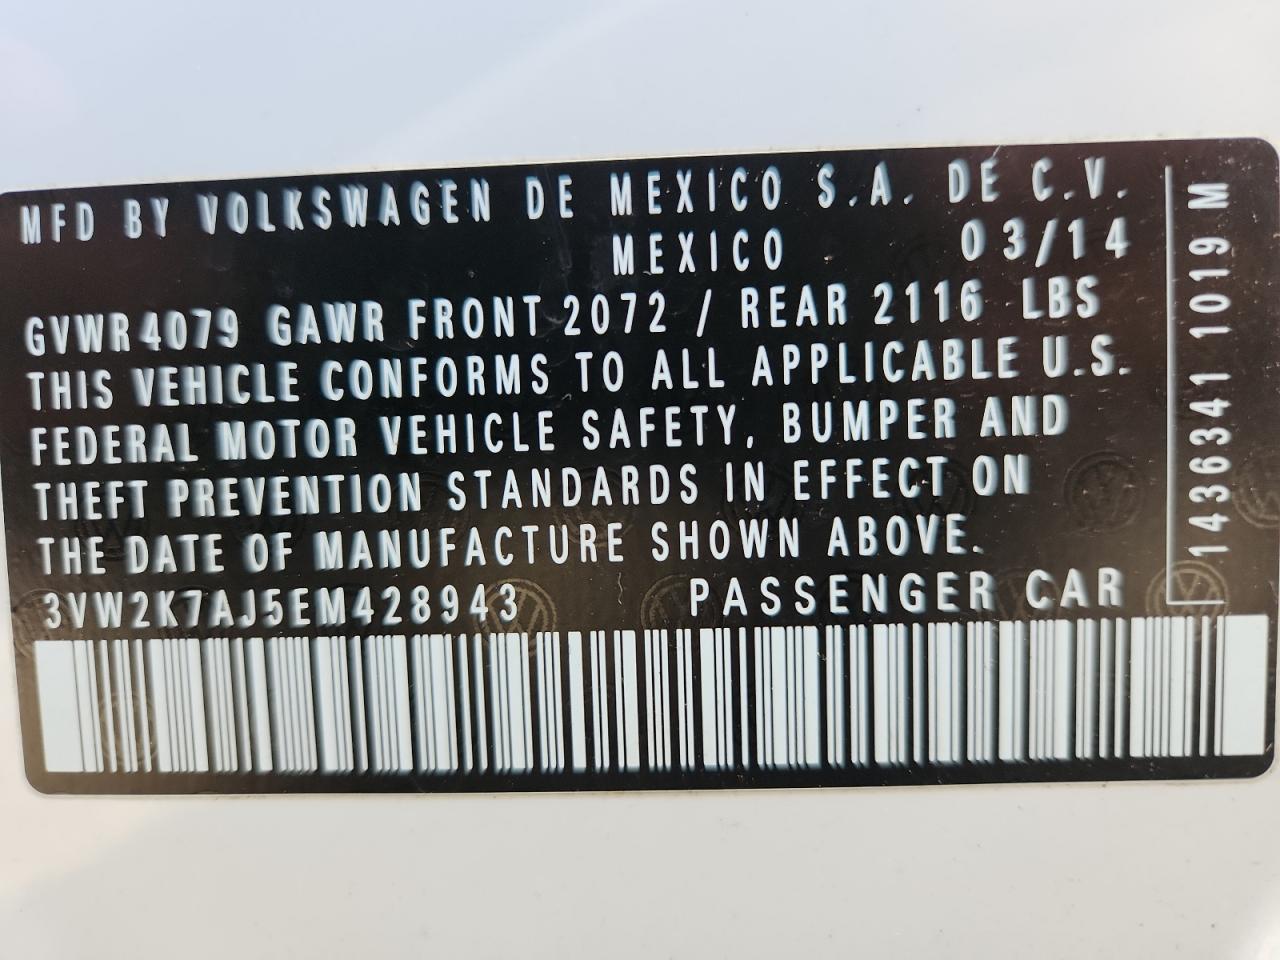 MFD BY VOLKSWAGEN DE MEXICO S.A. DE C.V.
MEXICO 03/14
GVWR 4079 GAWR FRONT 2072 / REAR 2116 LBS
THIS VEHICLE CONFORMS TO ALL APPLICABLE U.S.
FEDERAL MOTOR VEHICLE SAFETY, BUMPER AND
THEFT PREVENTION STANDARDS IN EFFECT ON
THE DATE OF MANUFACTURE SHOWN ABOVE.
3VW2K7AJ5EM428943 PASSENGER CAR
1436341 1019 M